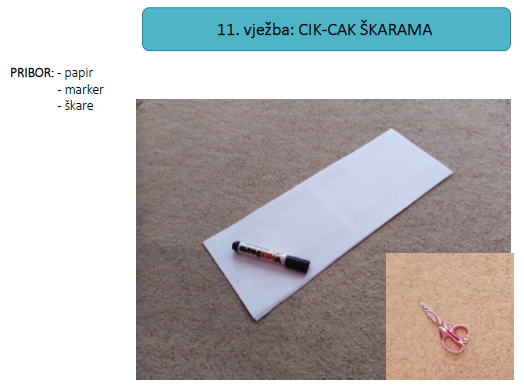 11. vježba: CIK-CAK ŠKARAMA
PRIBOR: - papir
- marker
- škare